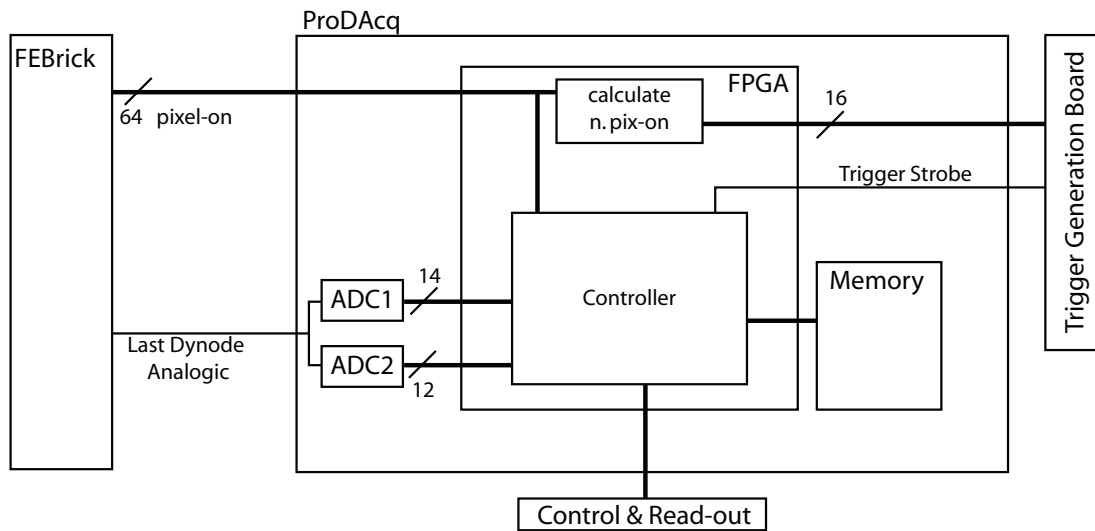 ProDAcq
FEBrick
FPGA
calculate
n. pix-on
64 pixel-on
16
Trigger Strobe
Trigger Generation Board
14
ADC1
Controller
Memory
Last Dynode
Analogic
ADC2
12
Control & Read-out